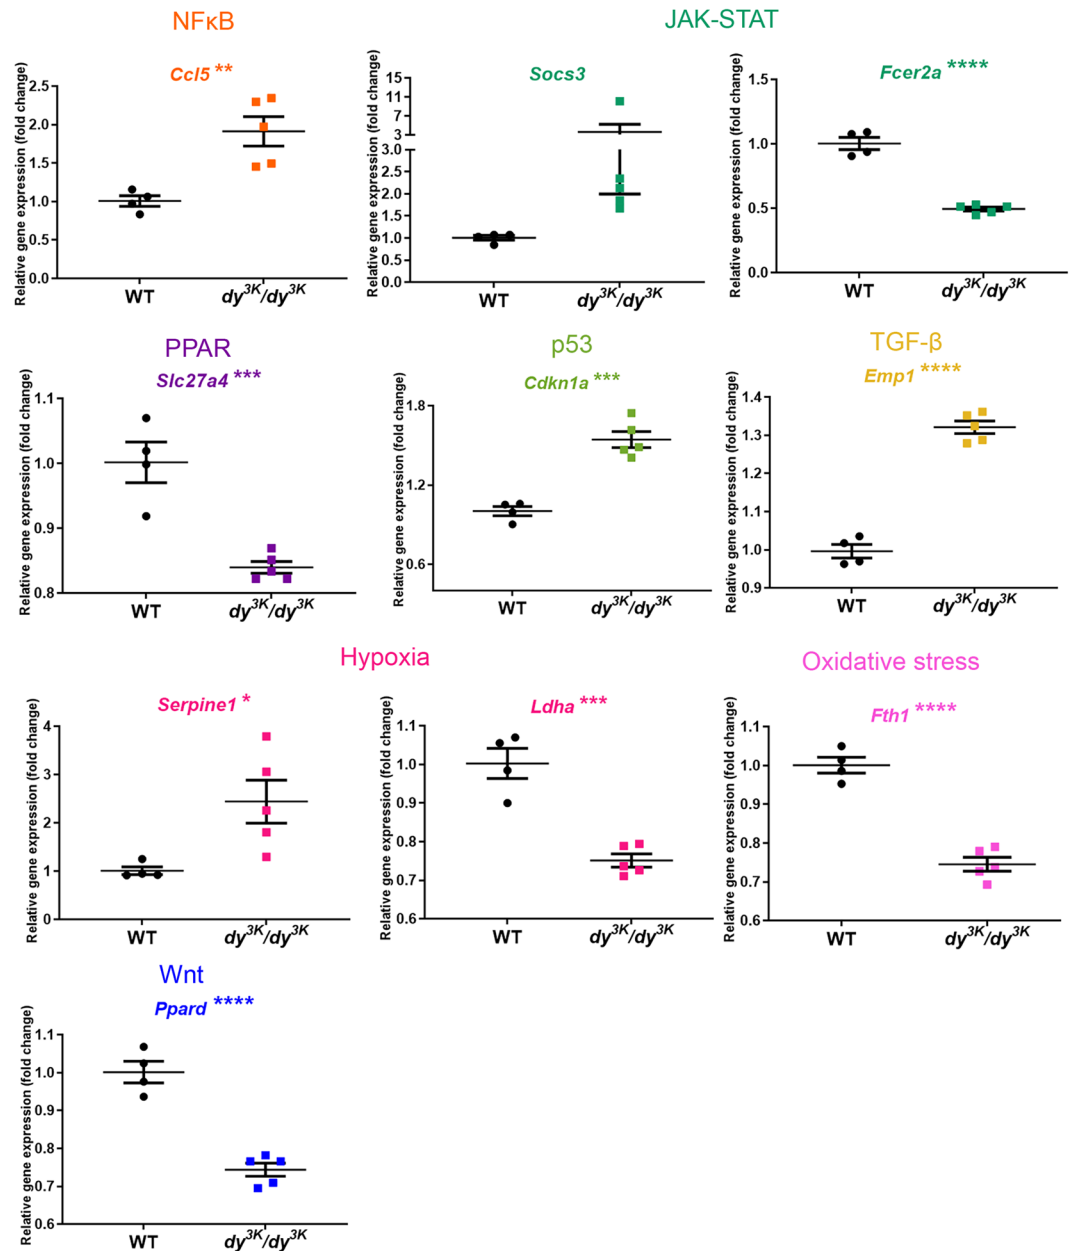 NFκB
JAK-STAT
Ccl5 **
Relative gene expression (fold change)
2.5
2.0
1.5
1.0
0.5
0.0
WT
dy3K/dy3K
Socs3
Relative gene expression (fold change)
15
11
7
3
3.0
2.5
2.0
1.5
1.0
0.5
0.0
WT
dy3K/dy3K
Fcer2a ****
Relative gene expression (fold change)
1.5
1.0
0.5
0.0
WT
dy3K/dy3K
PPAR
Slc27a4 ***
Relative gene expression (fold change)
1.1
1.0
0.9
0.8
WT
dy3K/dy3K
p53
Cdkn1a ***
Relative gene expression (fold change)
1.8
1.2
0.6
WT
dy3K/dy3K
TGF-β
Emp1 ****
Relative gene expression (fold change)
1.4
1.3
1.2
1.1
1.0
0.9
WT
dy3K/dy3K
Hypoxia
Serpine1 *
Relative gene expression (fold change)
4
3
2
1
0
WT
dy3K/dy3K
Ldha ***
Relative gene expression (fold change)
1.1
1.0
0.9
0.8
0.7
0.6
WT
dy3K/dy3K
Oxidative stress
Fth1 ****
Relative gene expression (fold change)
1.1
1.0
0.9
0.8
0.7
0.6
WT
dy3K/dy3K
Wnt
Ppard ****
Relative gene expression (fold change)
1.1
1.0
0.9
0.8
0.7
0.6
WT
dy3K/dy3K